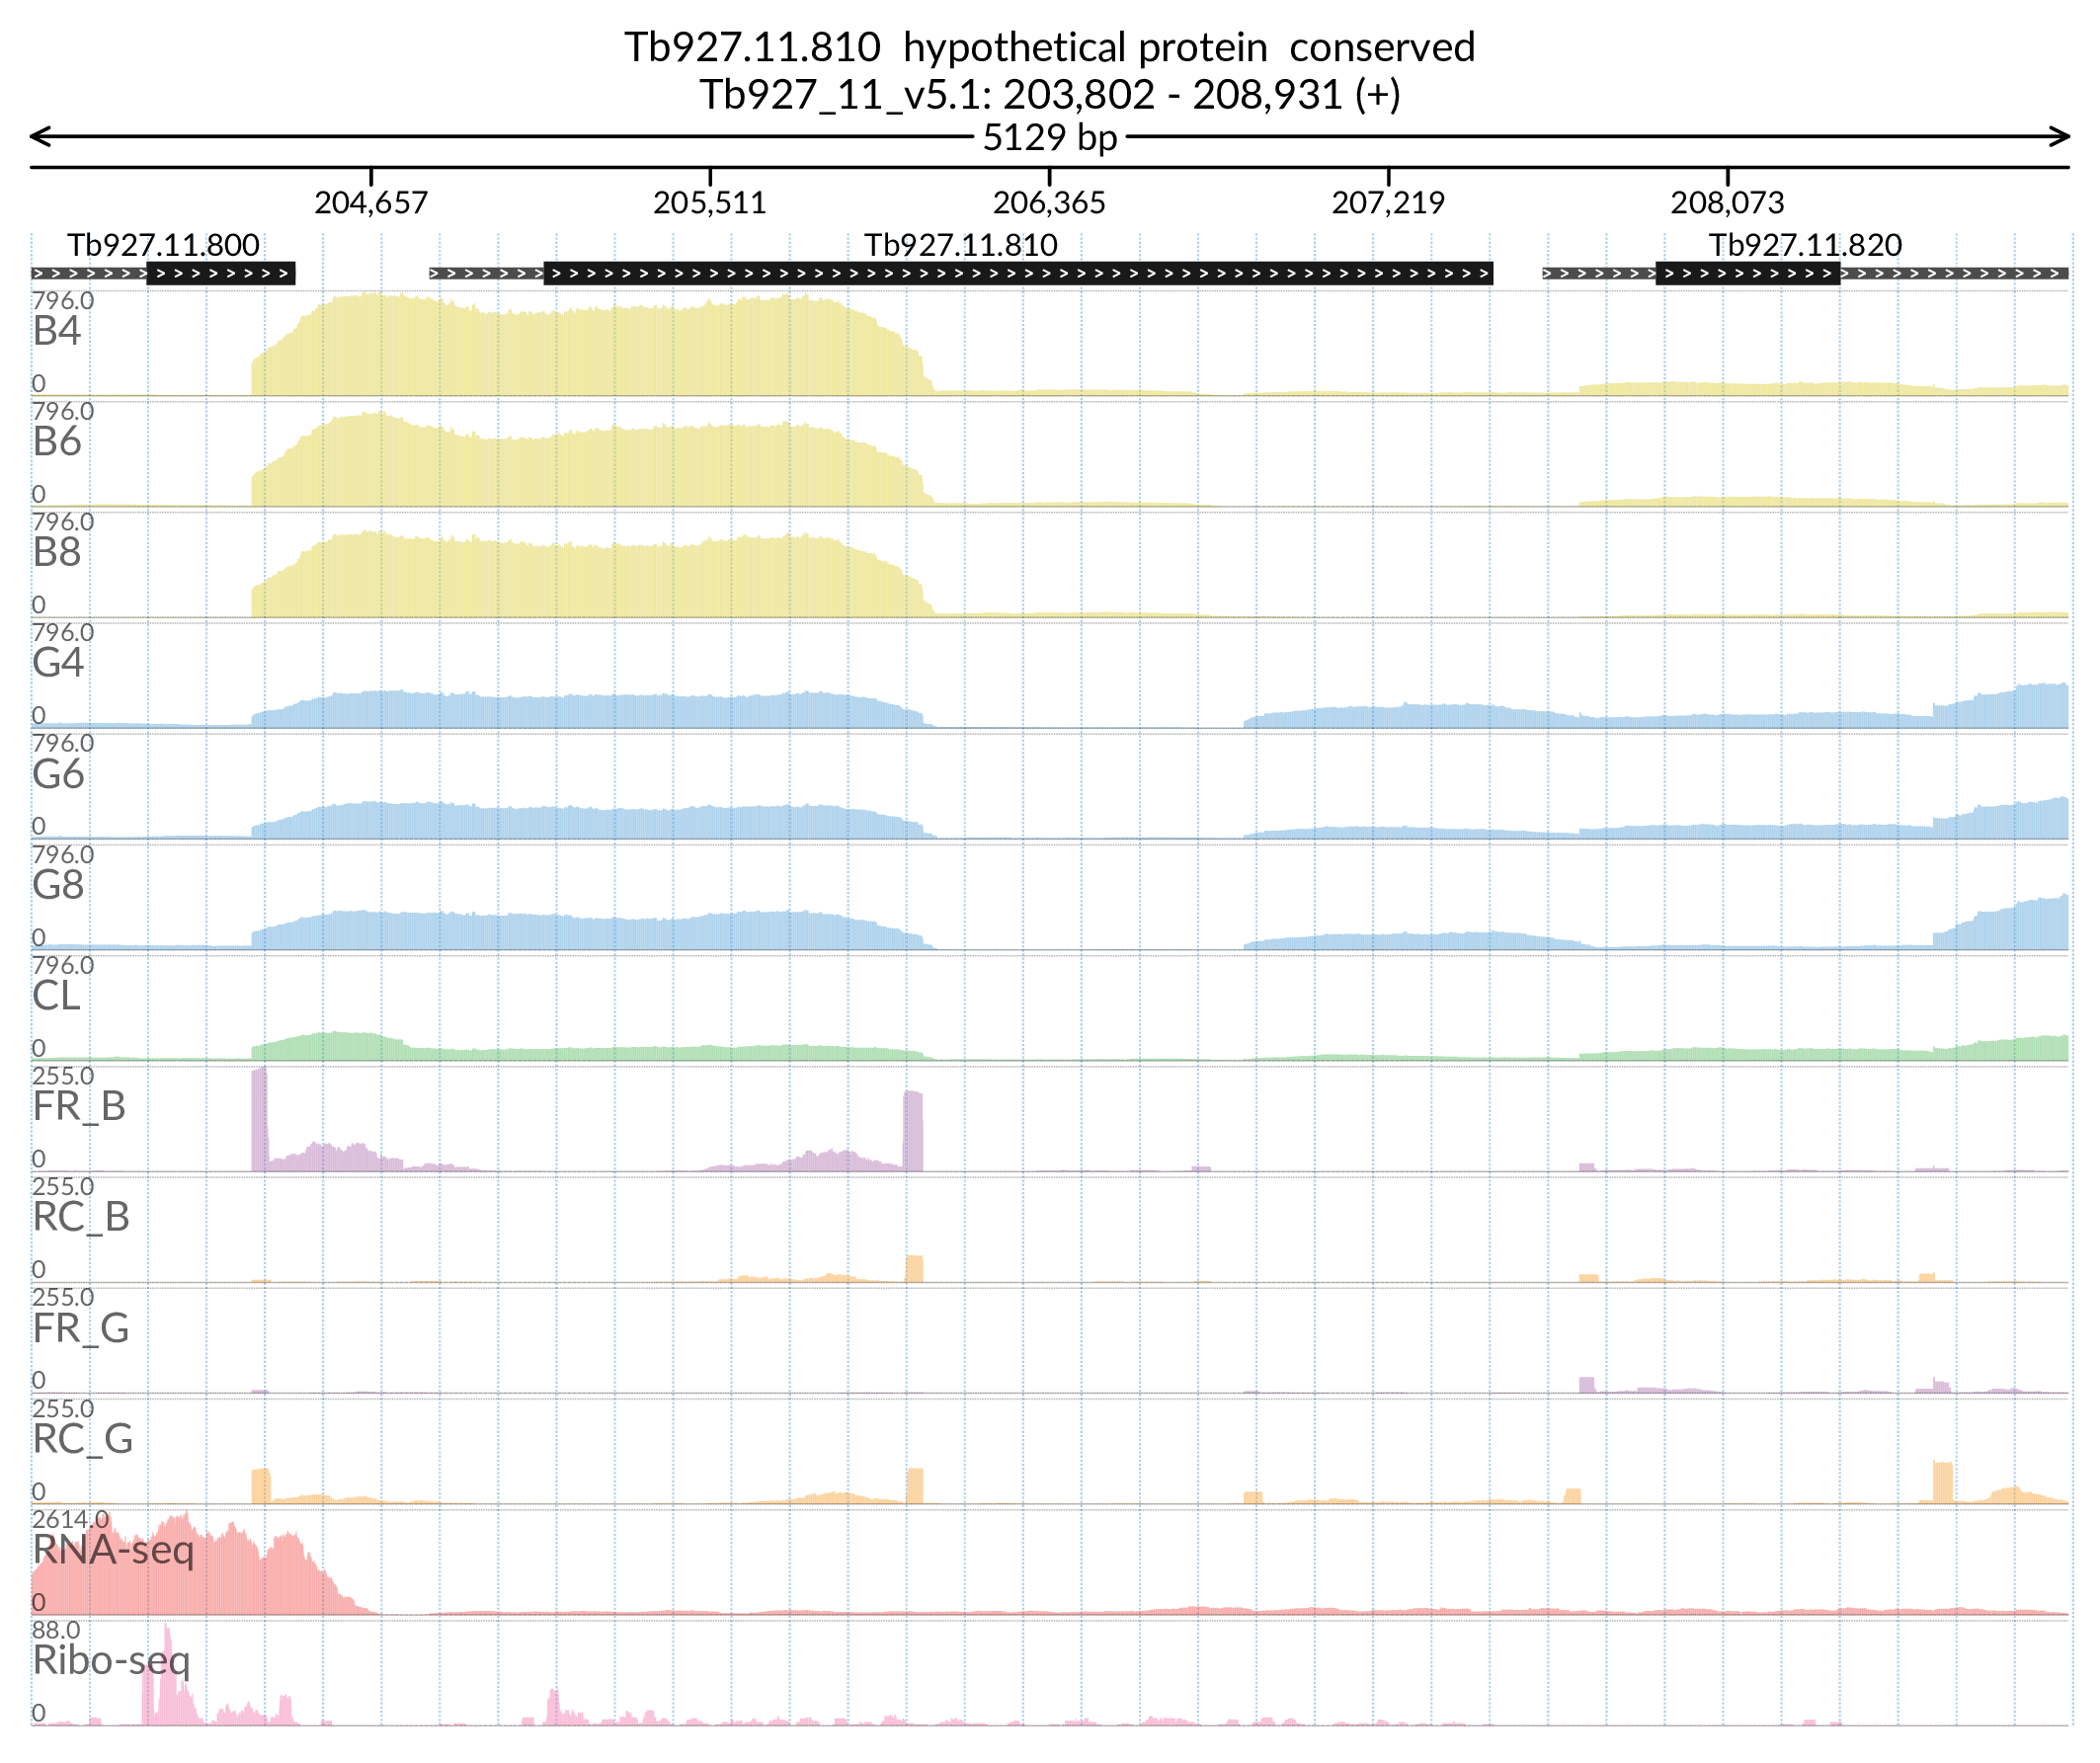 Tb927.11.810 hypothetical protein conserved
Tb927_11_v5.1: 203,802 - 208,931 (+)
5129 bp
204,657 205,511 206,365 207,219 208,073
Tb927.11.800 Tb927.11.810 Tb927.11.820
796.0
B4
0
796.0
B6
0
796.0
B8
0
796.0
G4
0
796.0
G6
0
796.0
G8
0
796.0
CL
0
255.0
FR_B
0
255.0
RC_B
0
255.0
FR_G
0
255.0
RC_G
0
2614.0
RNA-seq
0
88.0
Ribo-seq
0